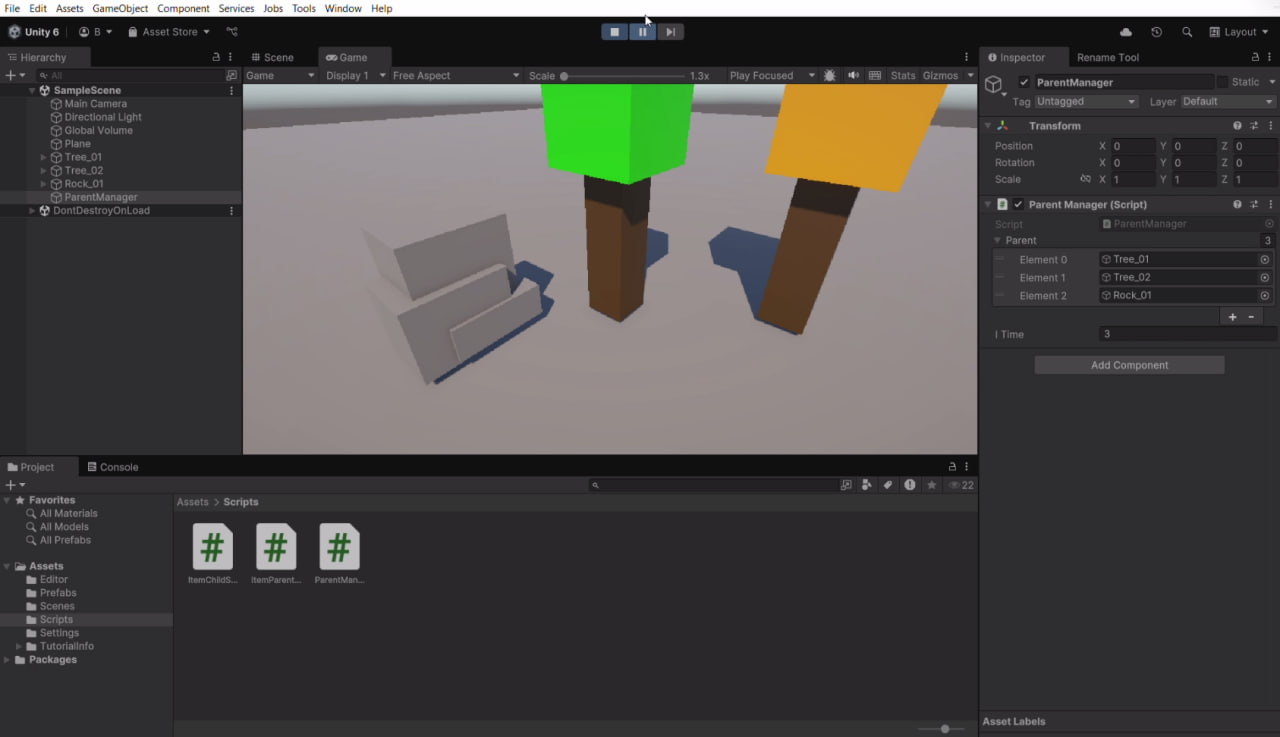 File Edit Assets GameObject Component Services Jobs Tools Window Help
Unity 6 B Asset Store Layout
Hierarchy
All
SampleScene
Main Camera
Directional Light
Global Volume
Plane
Tree_01
Tree_02
Rock_01
ParentManager
DontDestroyOnLoad
Scene Game
Game Display 1 Free Aspect Scale 1.3x Play Focused Stats Gizmos
Inspector Rename Tool
ParentManager Static
Tag Untagged Layer Default
Transform
Position X 0 Y 0 Z 0
Rotation X 0 Y 0 Z 0
Scale X 1 Y 1 Z 1
# Parent Manager (Script)
Script ParentManager
Parent 3
Element 0 Tree_01
Element 1 Tree_02
Element 2 Rock_01
+ -
I Time 3
Add Component
Asset Labels
Project Console
22
Favorites
All Materials
All Models
All Prefabs
Assets
Editor
Prefabs
Scenes
Scripts
Settings
TutorialInfo
Packages
Assets > Scripts
# # #
ItemChildS... ItemParent... ParentMan...